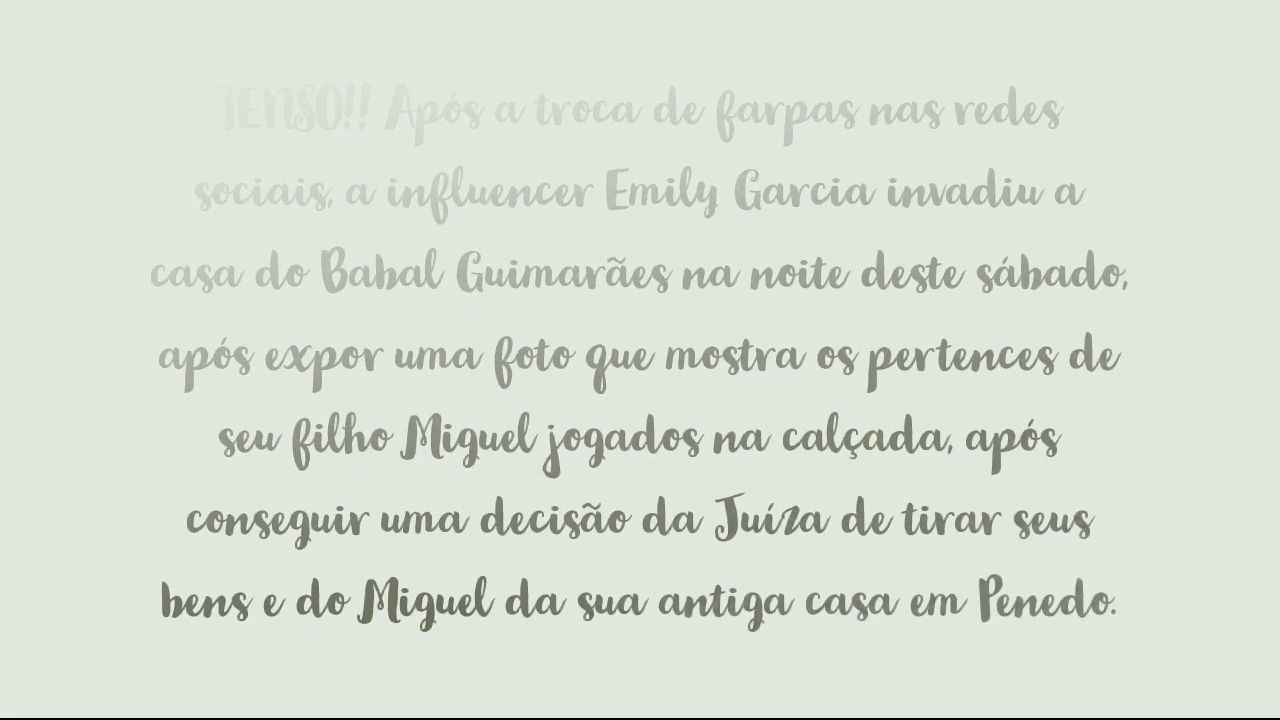 TENSO!! Após a troca de farpas nas redes
sociais, a influencer Emily Garcia invadiu a
casa do Babal Guimarães na noite deste sábado,
após expor uma foto que mostra os pertences de
seu filho Miguel jogados na calçada, após
conseguir uma decisão da Juíza de tirar seus
bens e do Miguel da sua antiga casa em Penedo.